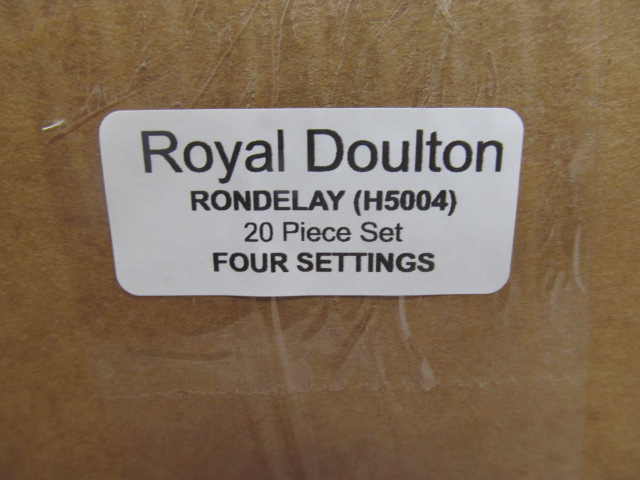 Royal Doulton
RONDELAY (H5004)
20 Piece Set
FOUR SETTINGS